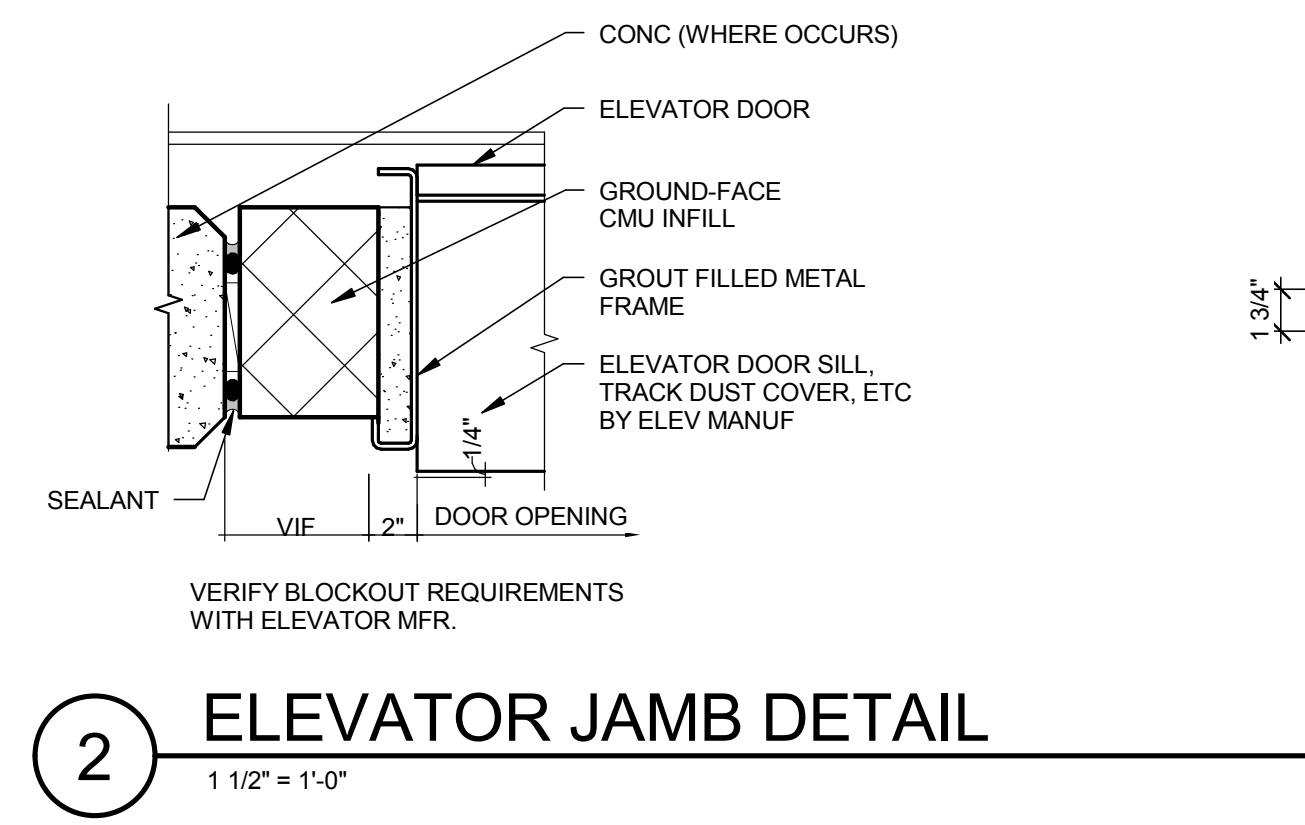 CONC (WHERE OCCURS)
ELEVATOR DOOR
GROUND-FACE
CMU INFILL
GROUT FILLED METAL
FRAME
ELEVATOR DOOR SILL,
TRACK DUST COVER, ETC
BY ELEV MANUF
1/4"
SEALANT
VIF
2"
DOOR OPENING
VERIFY BLOCKOUT REQUIREMENTS
WITH ELEVATOR MFR.
1 3/4"
2
ELEVATOR JAMB DETAIL
1 1/2" = 1'-0"